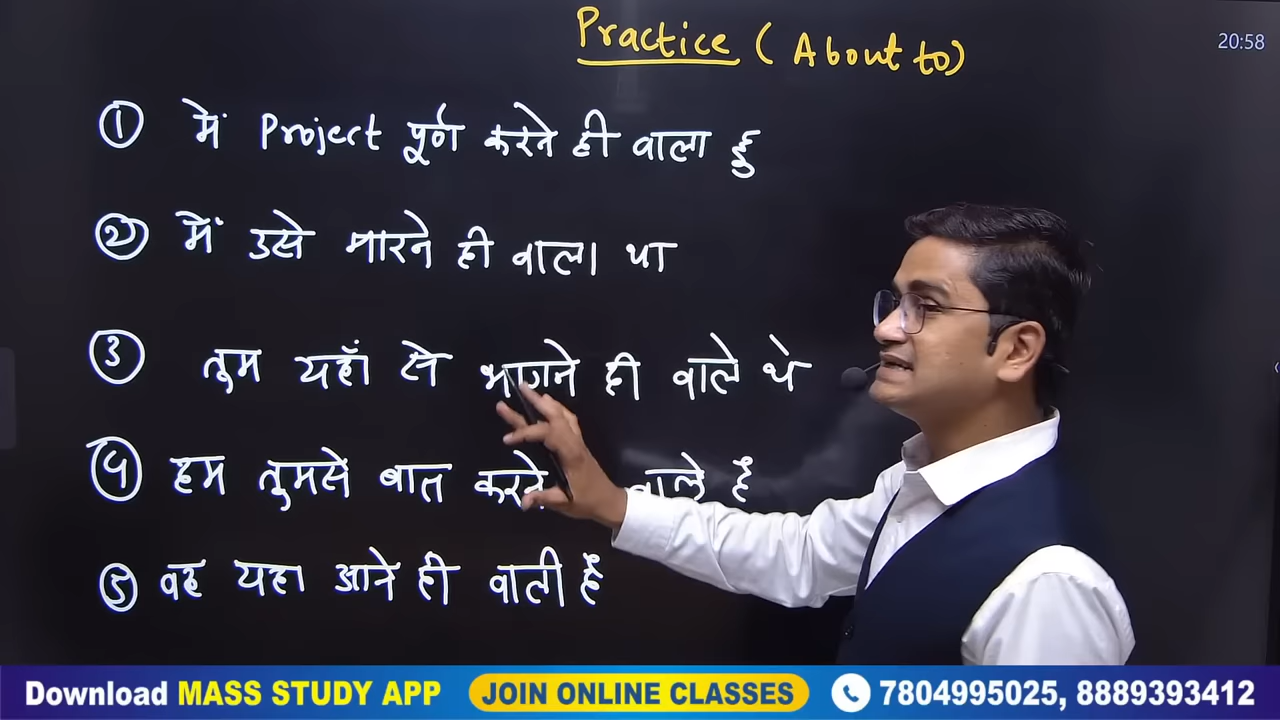 Practice (About to)
20:58
① में Project पूर्ण करने ही वाला हु
② में उसे मारने ही वाला था
③ तुम यहाँ से भागने ही वाले थे
④ हम तुमसे बात करने वाले है
⑤ वह यहा आने ही वाली है
Download MASS STUDY APP JOIN ONLINE CLASSES 7804995025, 8889393412